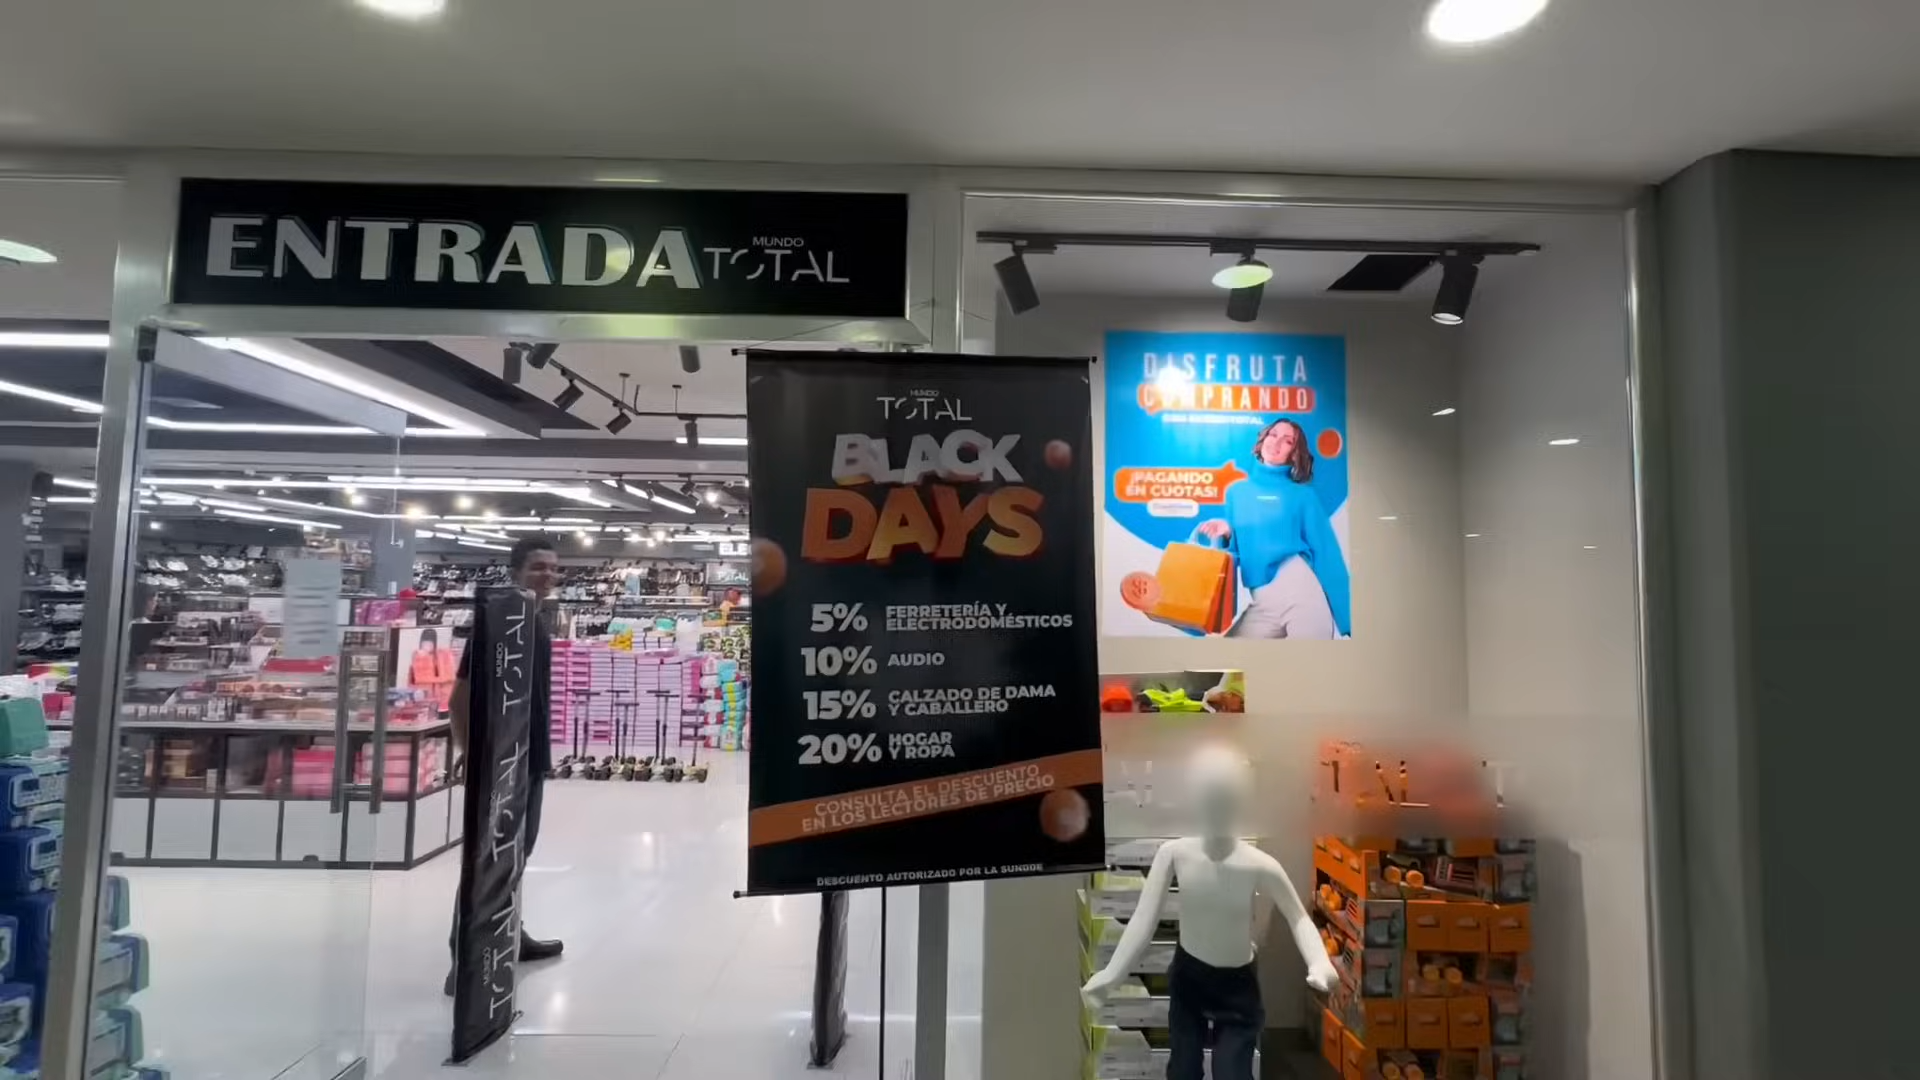 ENTRADA
MUNDO
TOTAL
MUNDO
TOTAL
BLACK
DAYS
5% FERRETERÍA Y
ELECTRODOMÉSTICOS
10% AUDIO
15% CALZADO DE DAMA
Y CABALLERO
20% HOGAR
Y ROPA
CONSULTA EL DESCUENTO
EN LOS LECTORES DE PRECIO
DESCUENTO AUTORIZADO POR LA SUNDDE
DISFRUTA
COMPRANDO
¡PAGANDO
EN CUOTAS!
MUNDO
TOTAL
TOTAL
MUNDO
TOTAL